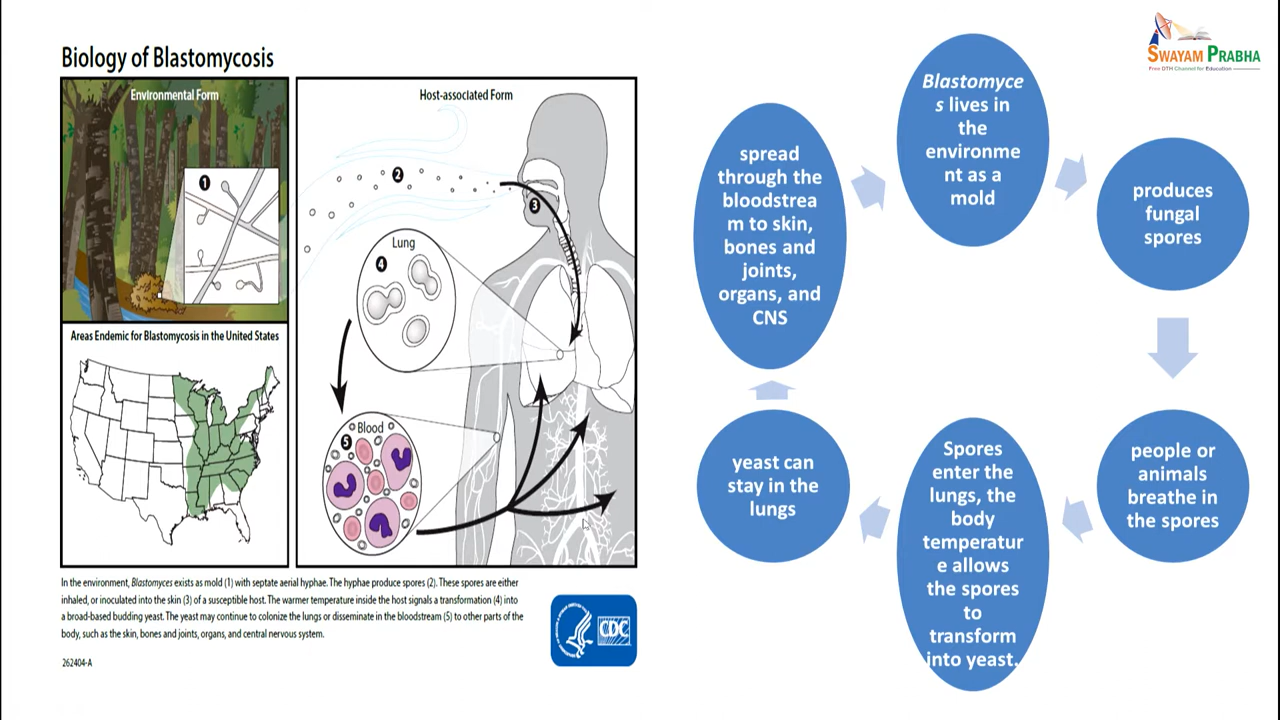 Biology of Blastomycosis
Environmental Form
1
Areas Endemic for Blastomycosis in the United States
Host-associated Form
2
3
Lung
4
Blood
5
In the environment, Blastomyces exists as mold (1) with septate aerial hyphae. The hyphae produce spores (2). These spores are either
inhaled, or inoculated into the skin (3) of a susceptible host. The warmer temperature inside the host signals a transformation (4) into
a broad-based budding yeast. The yeast may continue to colonize the lungs or disseminate in the bloodstream (5) to other parts of the
body, such as the skin, bones and joints, organs, and central nervous system.
262404-A
CDC
SWAYAM PRABHA
Free DTH Channel for Education
Blastomyce
s lives in
the
environme
nt as a
mold
produces
fungal
spores
people or
animals
breathe in
the spores
Spores
enter the
lungs, the
body
temperatur
e allows
the spores
to
transform
into yeast.
yeast can
stay in the
lungs
spread
through the
bloodstrea
m to skin,
bones and
joints,
organs, and
CNS